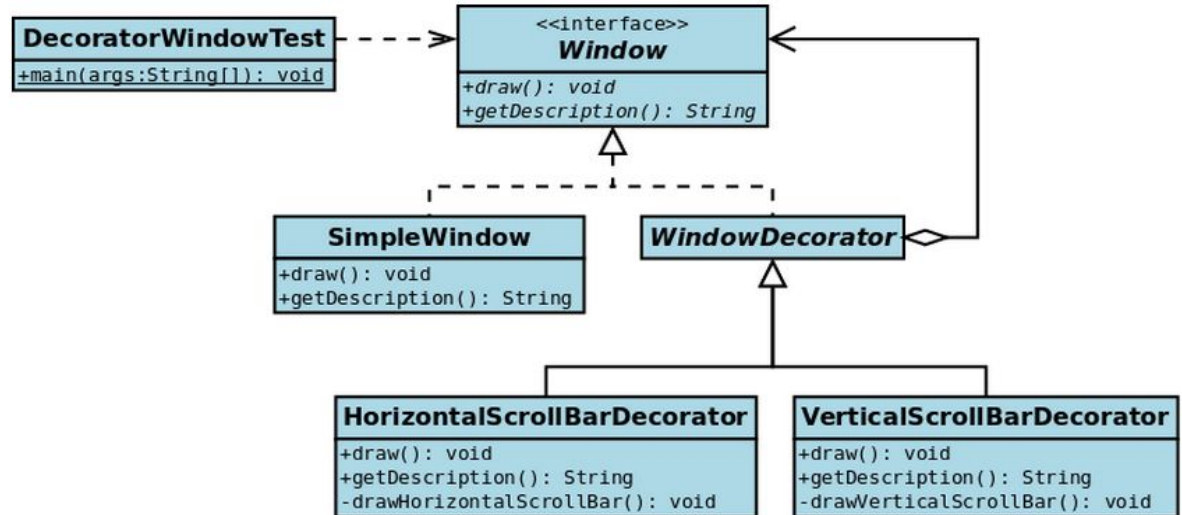 DecoratorWindowTest
+main(args:String[]): void
<<interface>>
Window
+draw(): void
+getDescription(): String
SimpleWindow
+draw(): void
+getDescription(): String
WindowDecorator
HorizontalScrollBarDecorator
+draw(): void
+getDescription(): String
-drawHorizontalScrollBar(): void
VerticalScrollBarDecorator
+draw(): void
+getDescription(): String
-drawVerticalScrollBar(): void